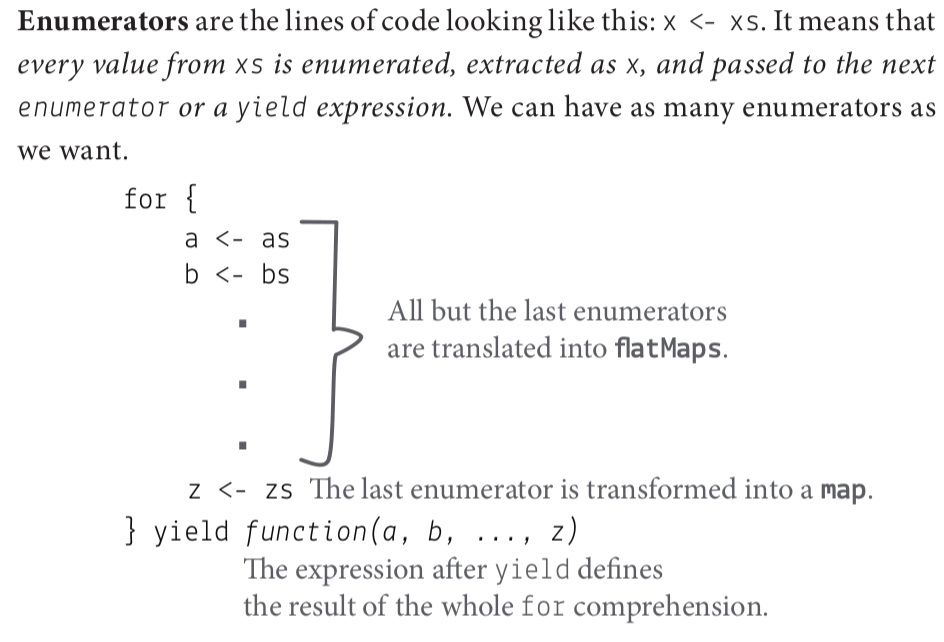 Enumerators are the lines of code looking like this: x <- xs. It means that
every value from xs is enumerated, extracted as x, and passed to the next
enumerator or a yield expression. We can have as many enumerators as
we want.
for {
a <- as
b <- bs
.
.
.
All but the last enumerators
are translated into flatMaps.
z <- zs The last enumerator is transformed into a map.
} yield function(a, b, ..., z)
The expression after yield defines
the result of the whole for comprehension.